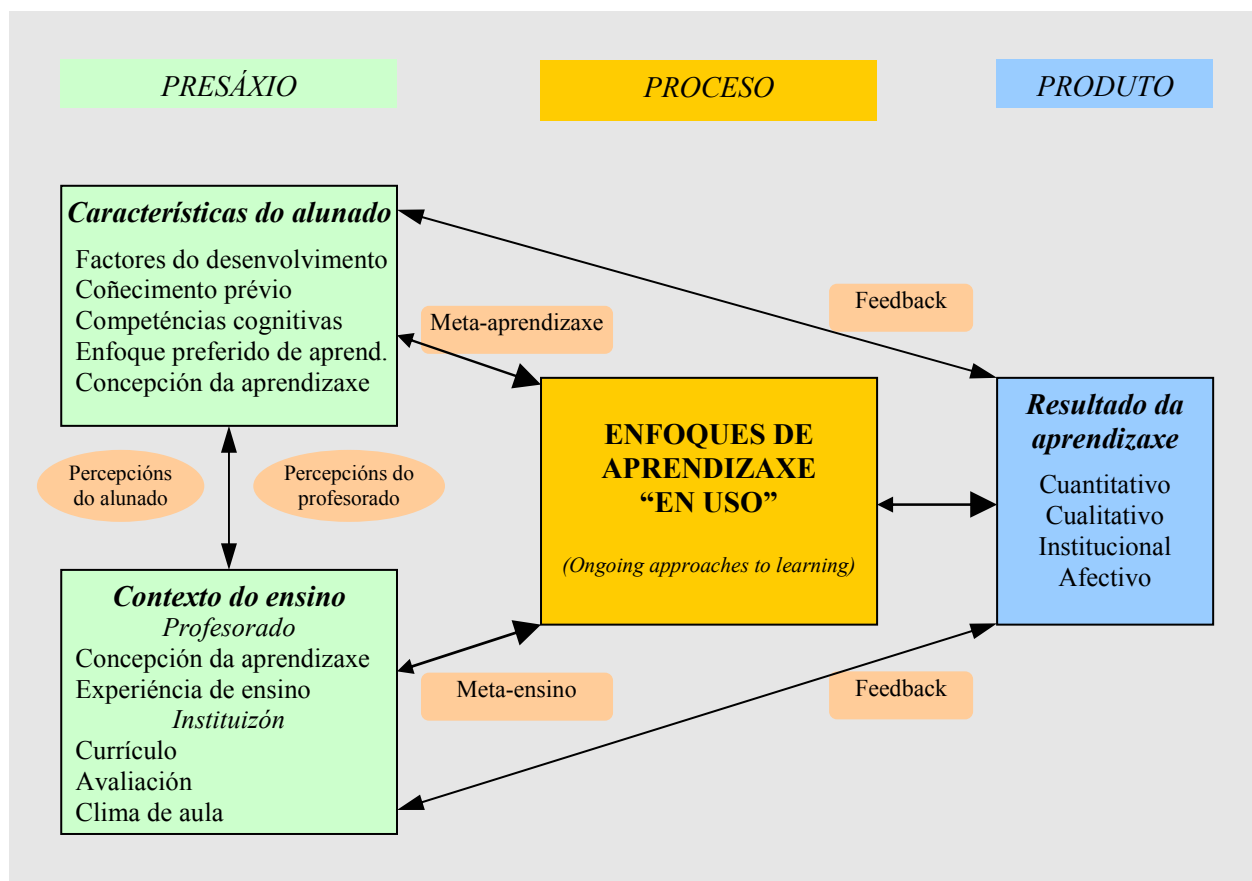 PRESÁXIO
PROCESO
PRODUTO
Características do alunado
Factores do desenvolvimento
Coñecimento prévio
Competéncias cognitivas
Enfoque preferido de aprend.
Concepción da aprendizaxe
Meta-aprendizaxe
Feedback
Percepcións
do alunado
Percepcións do
profesorado
ENFOQUES DE
APRENDIZAXE
“EN USO”
(Ongoing approaches to learning)
Resultado da
aprendizaxe
Cuantitativo
Cualitativo
Institucional
Afectivo
Contexto do ensino
Profesorado
Concepción da aprendizaxe
Experiéncia de ensino
Instituizón
Currículo
Avaliación
Clima de aula
Meta-ensino
Feedback